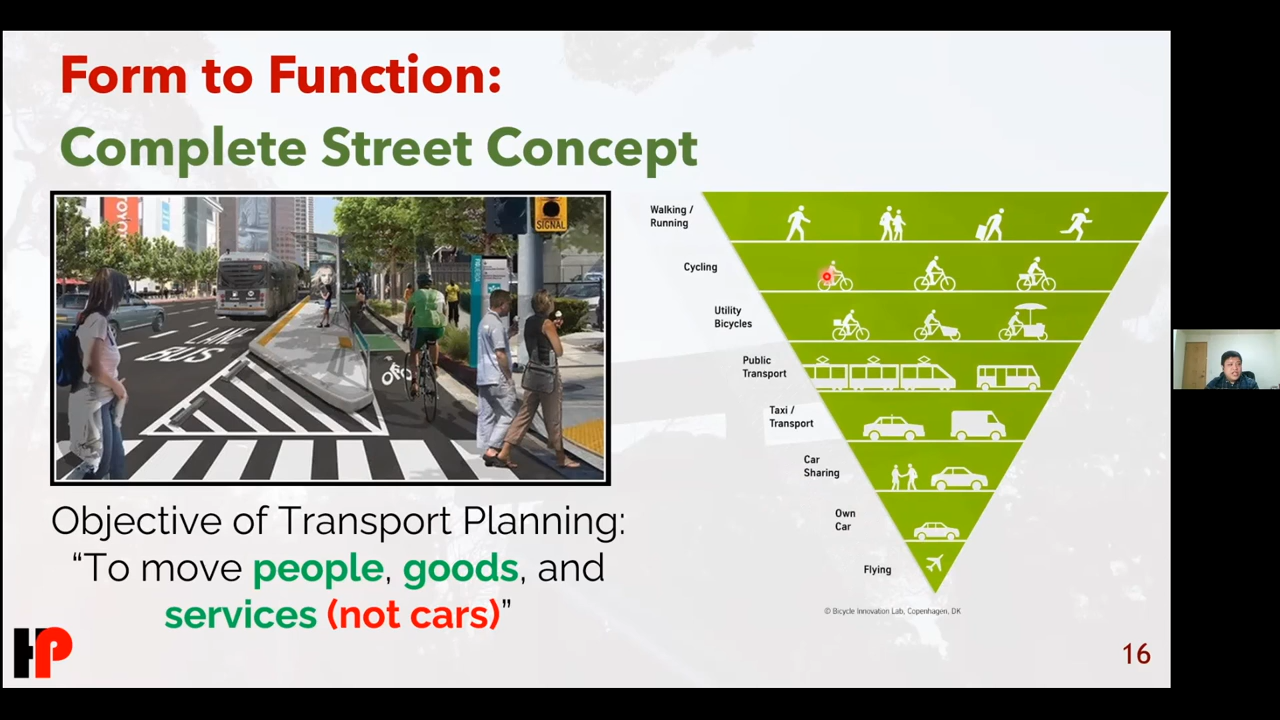 Form to Function:
Complete Street Concept
SIGNAL
LANE
BUS
Objective of Transport Planning:
“To move people, goods, and
services (not cars)”
Walking /
Running
Cycling
Utility
Bicycles
Public
Transport
Taxi /
Transport
Car
Sharing
Own
Car
Flying
© Bicycle Innovation Lab, Copenhagen, DK
HP
16